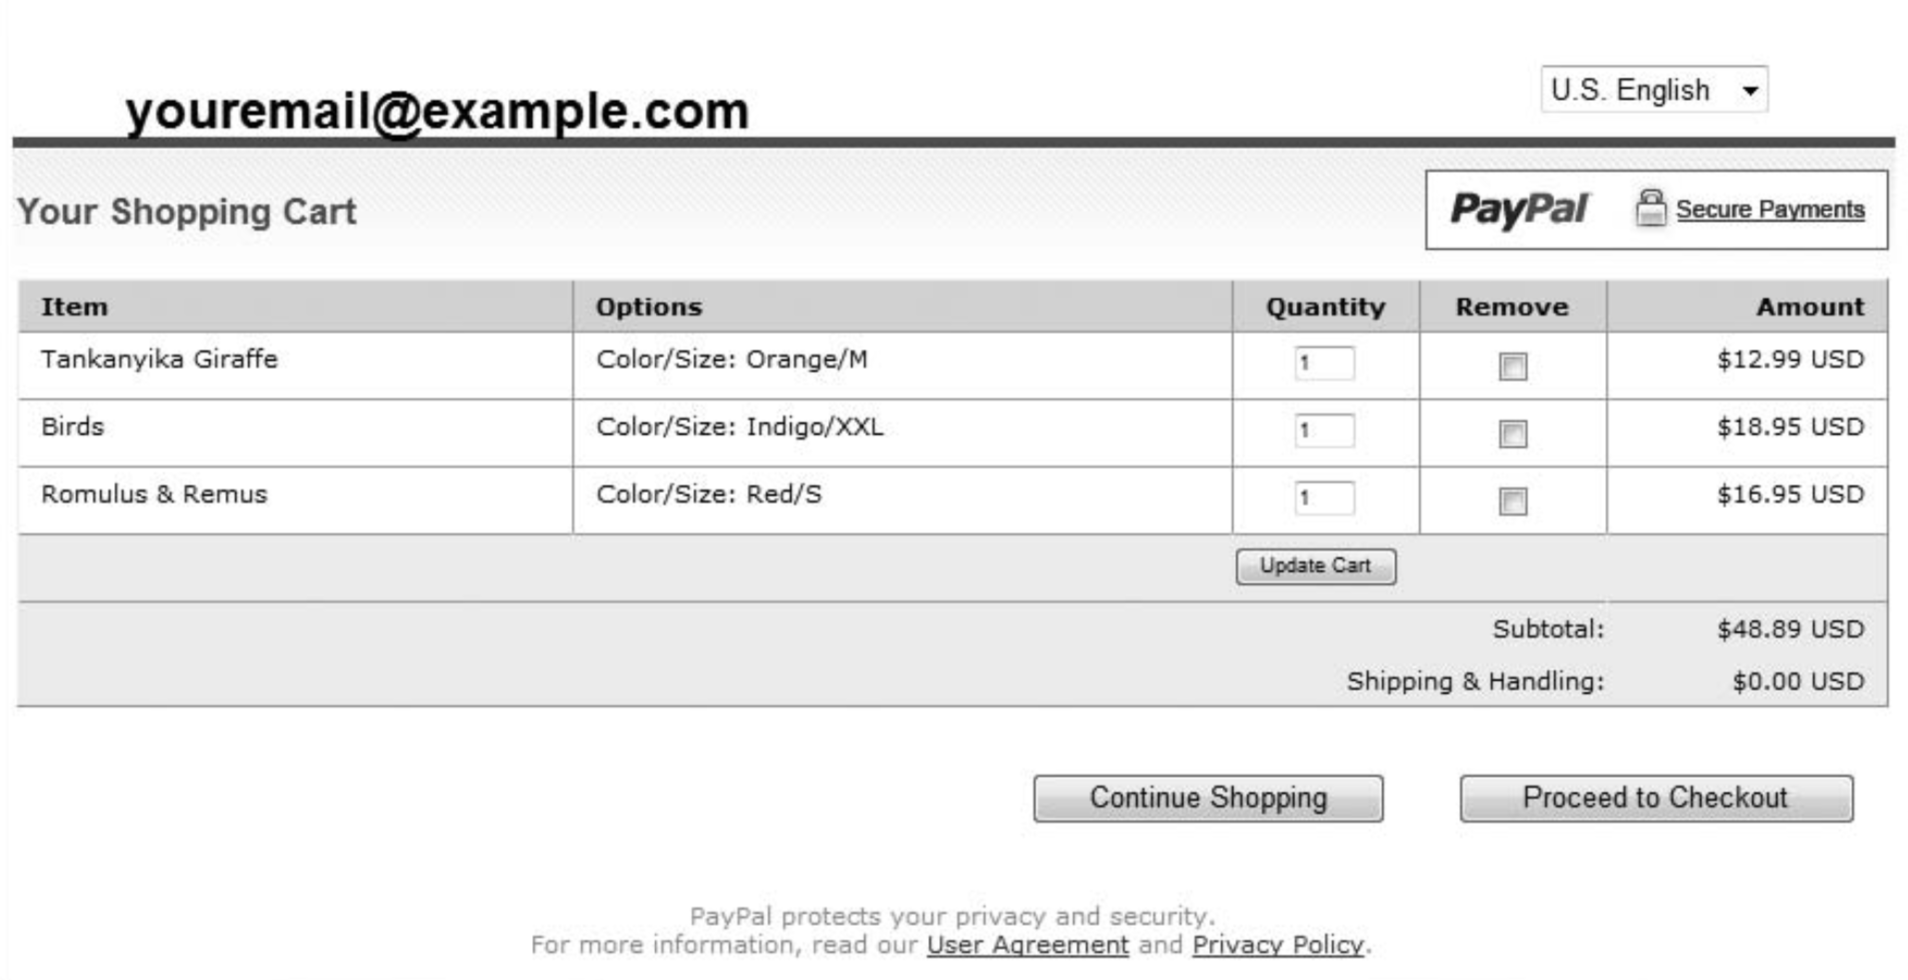 youremail@example.com
U.S. English
Your Shopping Cart
PayPal Secure Payments
Item Options Quantity Remove Amount
Tankanyika Giraffe Color/Size: Orange/M 1 $12.99 USD
Birds Color/Size: Indigo/XXL 1 $18.95 USD
Romulus & Remus Color/Size: Red/S 1 $16.95 USD
Update Cart
Subtotal: $48.89 USD
Shipping & Handling: $0.00 USD
Continue Shopping Proceed to Checkout
PayPal protects your privacy and security.
For more information, read our User Agreement and Privacy Policy.